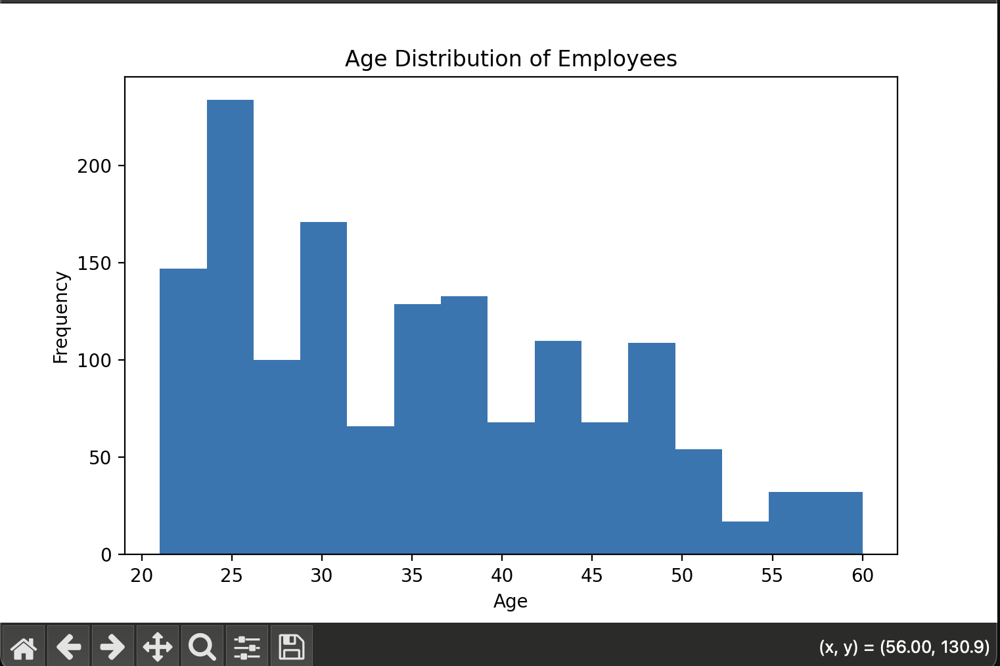 Age Distribution of Employees
200
150
100
50
0
Frequency
20 25 30 35 40 45 50 55 60
Age
(x, y) = (56.00, 130.9)